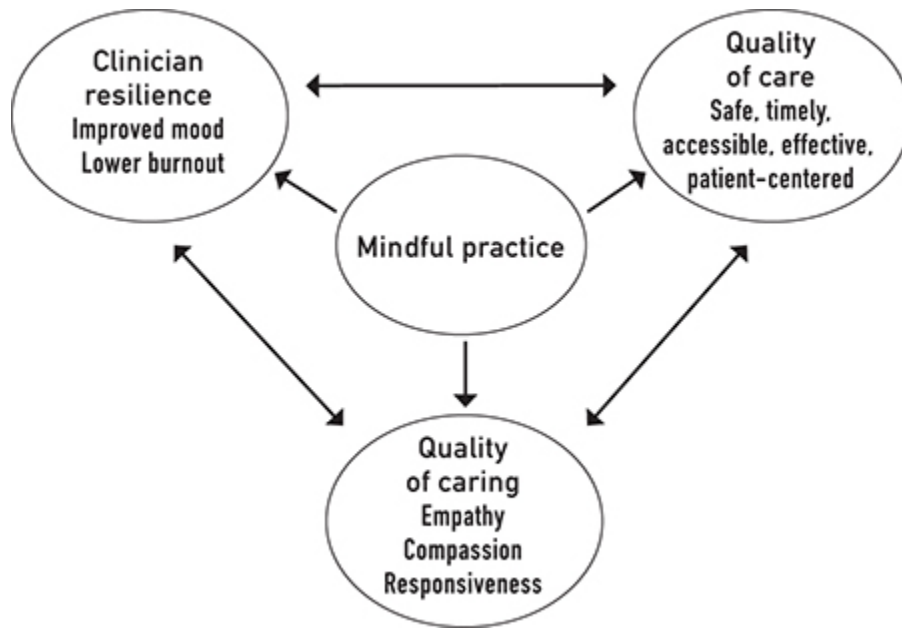 Clinician
resilience
Improved mood
Lower burnout
Quality
of care
Safe, timely,
accessible, effective,
patient-centered
Mindful practice
Quality
of caring
Empathy
Compassion
Responsiveness